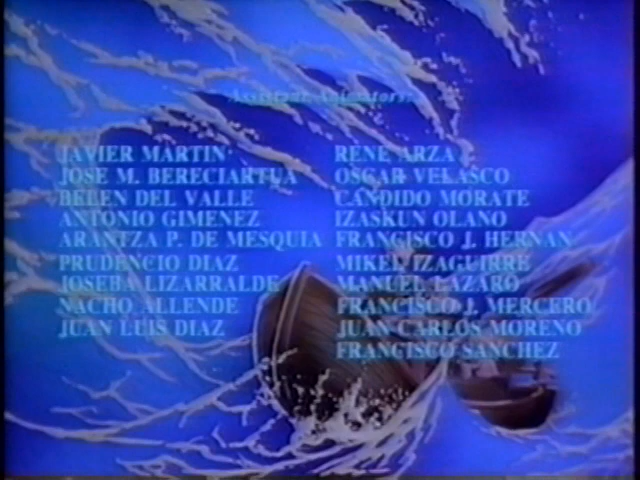 Assistant Animators:
JAVIER MARTIN
JOSE M. BERECIARTUA
BELEN DEL VALLE
ANTONIO GIMENEZ
ARANTZA P. DE MESQUIA
PRUDENCIO DIAZ
JOSEBA LIZARRALDE
NACHO ALLENDE
JUAN LUIS DIAZ
RENE ARZA
OSCAR VELASCO
CANDIDO MORATE
IZASKUN OLANO
FRANCISCO J. HERNAN
MIKEL IZAGUIRRE
MANUEL LAZARO
FRANCISCO J. MERCERO
JUAN CARLOS MORENO
FRANCISCO SANCHEZ